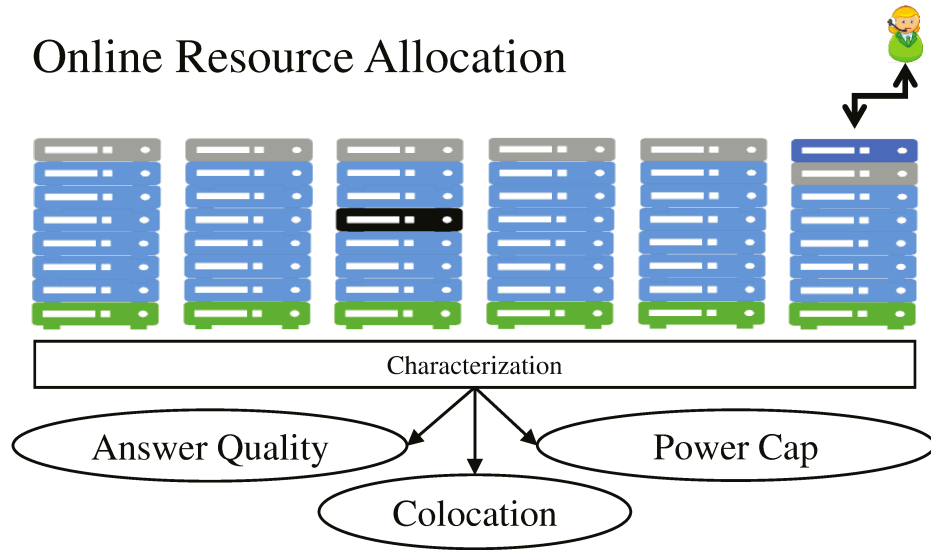 Online Resource Allocation
Characterization
Answer Quality
Power Cap
Colocation